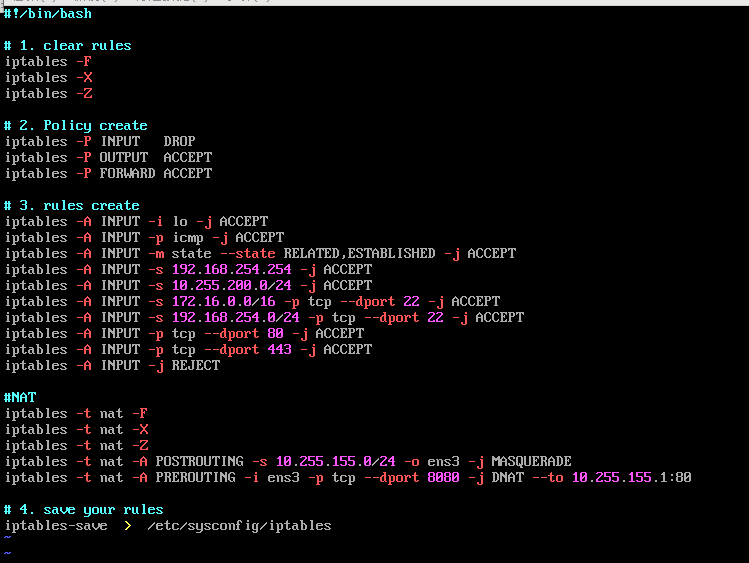 #!/bin/bash
# 1. clear rules
iptables -F
iptables -X
iptables -Z
# 2. Policy create
iptables -P INPUT   DROP
iptables -P OUTPUT  ACCEPT
iptables -P FORWARD ACCEPT
# 3. rules create
iptables -A INPUT -i lo -j ACCEPT
iptables -A INPUT -p icmp -j ACCEPT
iptables -A INPUT -m state --state RELATED,ESTABLISHED -j ACCEPT
iptables -A INPUT -s 192.168.254.254 -j ACCEPT
iptables -A INPUT -s 10.255.200.0/24 -j ACCEPT
iptables -A INPUT -s 172.16.0.0/16 -p tcp --dport 22 -j ACCEPT
iptables -A INPUT -s 192.168.254.0/24 -p tcp --dport 22 -j ACCEPT
iptables -A INPUT -p tcp --dport 80 -j ACCEPT
iptables -A INPUT -p tcp --dport 443 -j ACCEPT
iptables -A INPUT -j REJECT
#NAT
iptables -t nat -F
iptables -t nat -X
iptables -t nat -Z
iptables -t nat -A POSTROUTING -s 10.255.155.0/24 -o ens3 -j MASQUERADE
iptables -t nat -A PREROUTING -i ens3 -p tcp --dport 8080 -j DNAT --to 10.255.155.1:80
# 4. save your rules
iptables-save  >  /etc/sysconfig/iptables
~
~